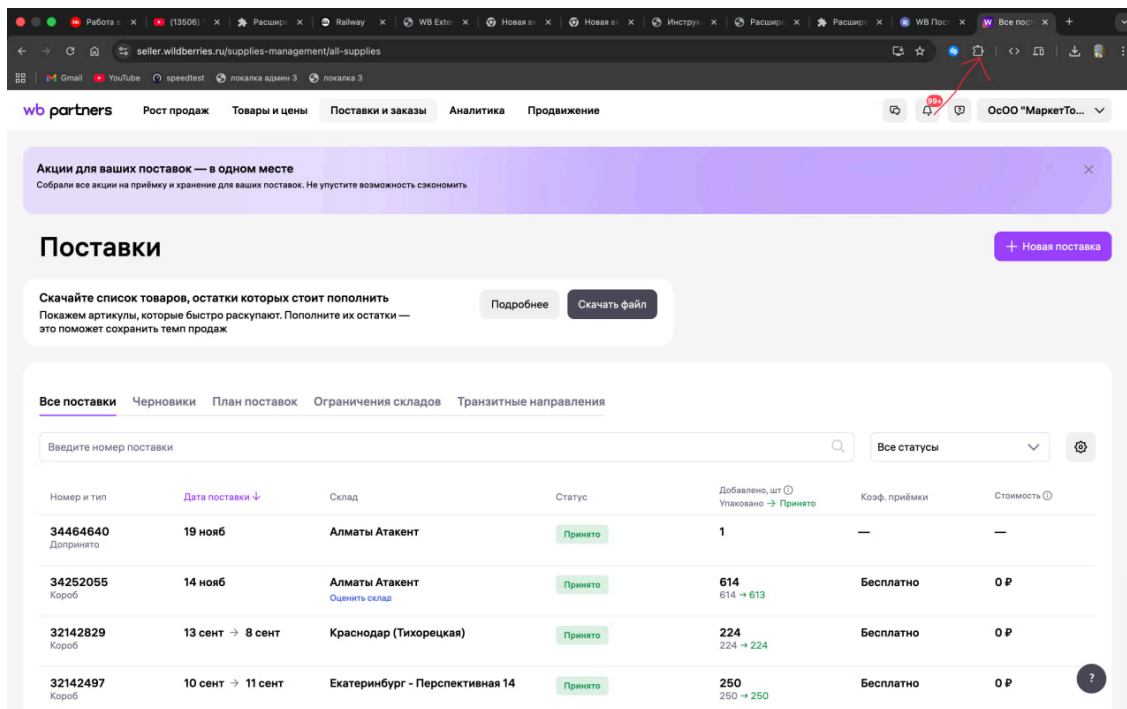 Работа в
(13506) Y
Расшире
Railway
WB Exter
Новая вк
Новая вк
Инструк
Расшире
Расшире
WB Пост
Все пост
seller.wildberries.ru/supplies-management/all-supplies
Gmail YouTube speedtest локалка админ 3 локалка 3
wb partners Рост продаж Товары и цены Поставки и заказы Аналитика Продвижение 99+ ОсОО "МаркетТо...
Акции для ваших поставок — в одном месте
Собрали все акции на приёмку и хранение для ваших поставок. Не упустите возможность сэкономить
Поставки
+ Новая поставка
Скачайте список товаров, остатки которых стоит пополнить
Покажем артикулы, которые быстро раскупают. Пополните их остатки —
это поможет сохранить темп продаж
Подробнее Скачать файл
Все поставки Черновики План поставок Ограничения складов Транзитные направления
Введите номер поставки Все статусы
Номер и тип Дата поставки ↓ Склад Статус Добавлено, шт Коэф. приёмки Стоимость
Упаковано → Принято
34464640 19 нояб Алматы Атакент Принято 1 — —
Допринято
34252055 14 нояб Алматы Атакент Принято 614 Бесплатно 0 ₽
Короб Оценить склад 614 → 613
32142829 13 сент → 8 сент Краснодар (Тихорецкая) Принято 224 Бесплатно 0 ₽
Короб 224 → 224
32142497 10 сент → 11 сент Екатеринбург - Перспективная 14 Принято 250 Бесплатно 0 ₽
Короб 250 → 250
?